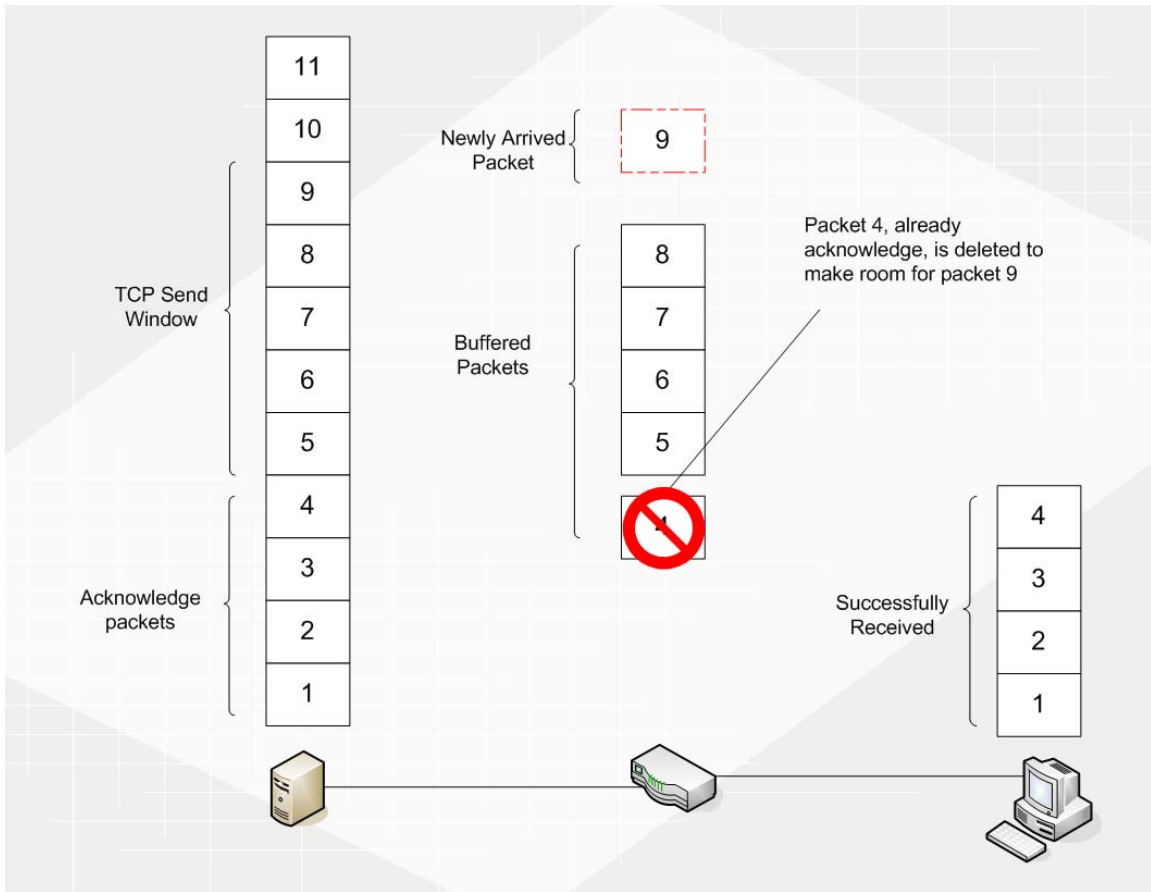 11
10
9
8
7
6
5
4
3
2
1
TCP Send
Window
Acknowledge
packets
Newly Arrived
Packet
9
Buffered
Packets
8
7
6
5
4
Packet 4, already
acknowledge, is deleted to
make room for packet 9
Successfully
Received
4
3
2
1